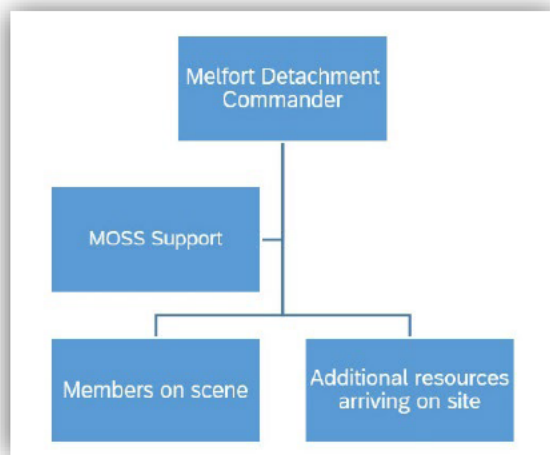 Melfort Detachment
Commander
MOSS Support
Members on scene
Additional resources
arriving on site